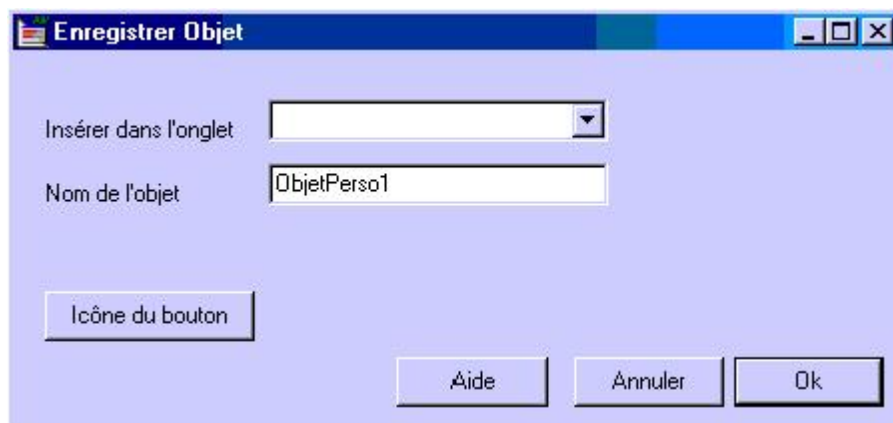 Enregistrer Objet
Insérer dans l'onglet
Nom de l'objet ObjetPerso1
Icône du bouton
Aide Annuler Ok